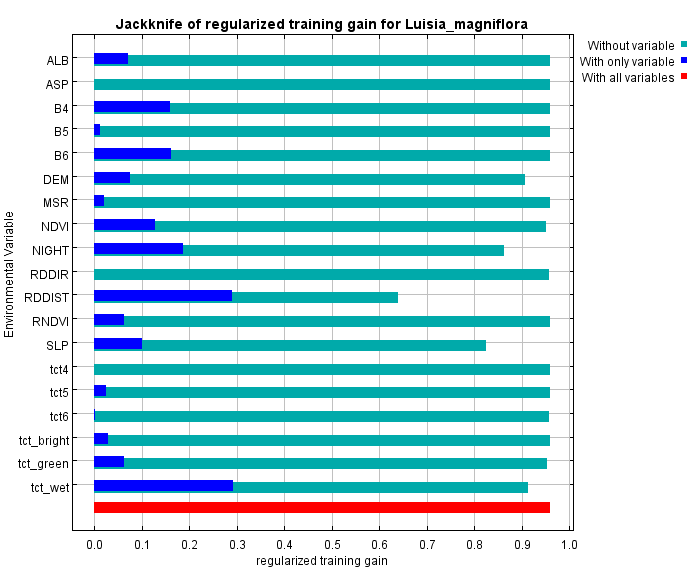 Jackknife of regularized training gain for Luisia_magniflora
Without variable
With only variable
With all variables
Environmental Variable
ALB
ASP
B4
B5
B6
DEM
MSR
NDVI
NIGHT
RDDIR
RDDIST
RNDVI
SLP
tct4
tct5
tct6
tct_bright
tct_green
tct_wet
0.0 0.1 0.2 0.3 0.4 0.5 0.6 0.7 0.8 0.9 1.0
regularized training gain